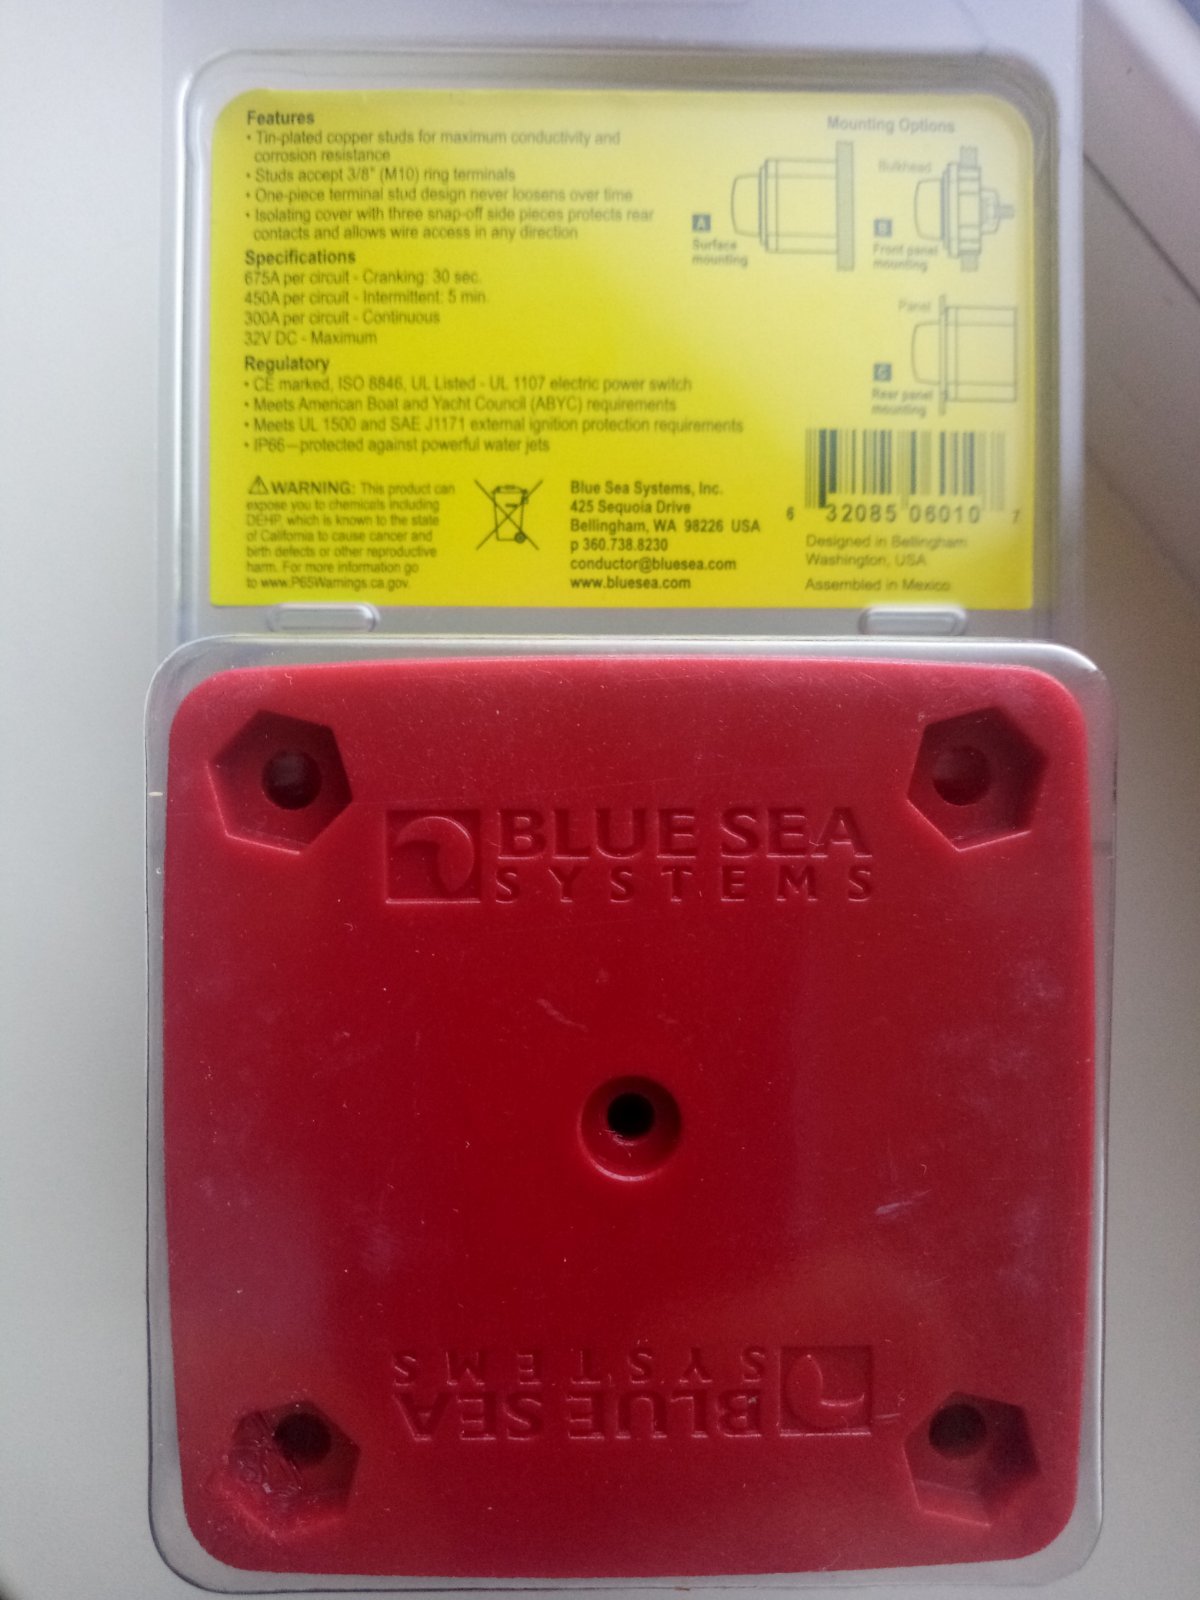 Features
• Tin-plated copper studs for maximum conductivity and
corrosion resistance
• Studs accept 3/8" (M10) ring terminals
• One-piece terminal stud design never loosens over time
• Isolating cover with three snap-off side pieces protects rear
contacts and allows wire access in any direction
Specifications
675A per circuit - Cranking: 30 sec.
450A per circuit - Intermittent: 5 min.
300A per circuit - Continuous
32V DC - Maximum
Regulatory
• CE marked, ISO 8846, UL Listed - UL 1107 electric power switch
• Meets American Boat and Yacht Council (ABYC) requirements
• Meets UL 1500 and SAE J1171 external ignition protection requirements
• IP66—protected against powerful water jets
⚠WARNING: This product can
expose you to chemicals including
DEHP, which is known to the state
of California to cause cancer and
birth defects or other reproductive
harm. For more information go
to www.P65Warnings.ca.gov.
Blue Sea Systems, Inc.
425 Sequoia Drive
Bellingham, WA 98226 USA
p 360.738.8230
conductor@bluesea.com
www.bluesea.com
Mounting Options
A
Surface
mounting
Bulkhead
B
Front panel
mounting
Panel
C
Rear panel
mounting
6 32085 06010 7
Designed in Bellingham
Washington, USA
Assembled in Mexico
BLUE SEA
SYSTEMS
BLUE SEA
SYSTEMS